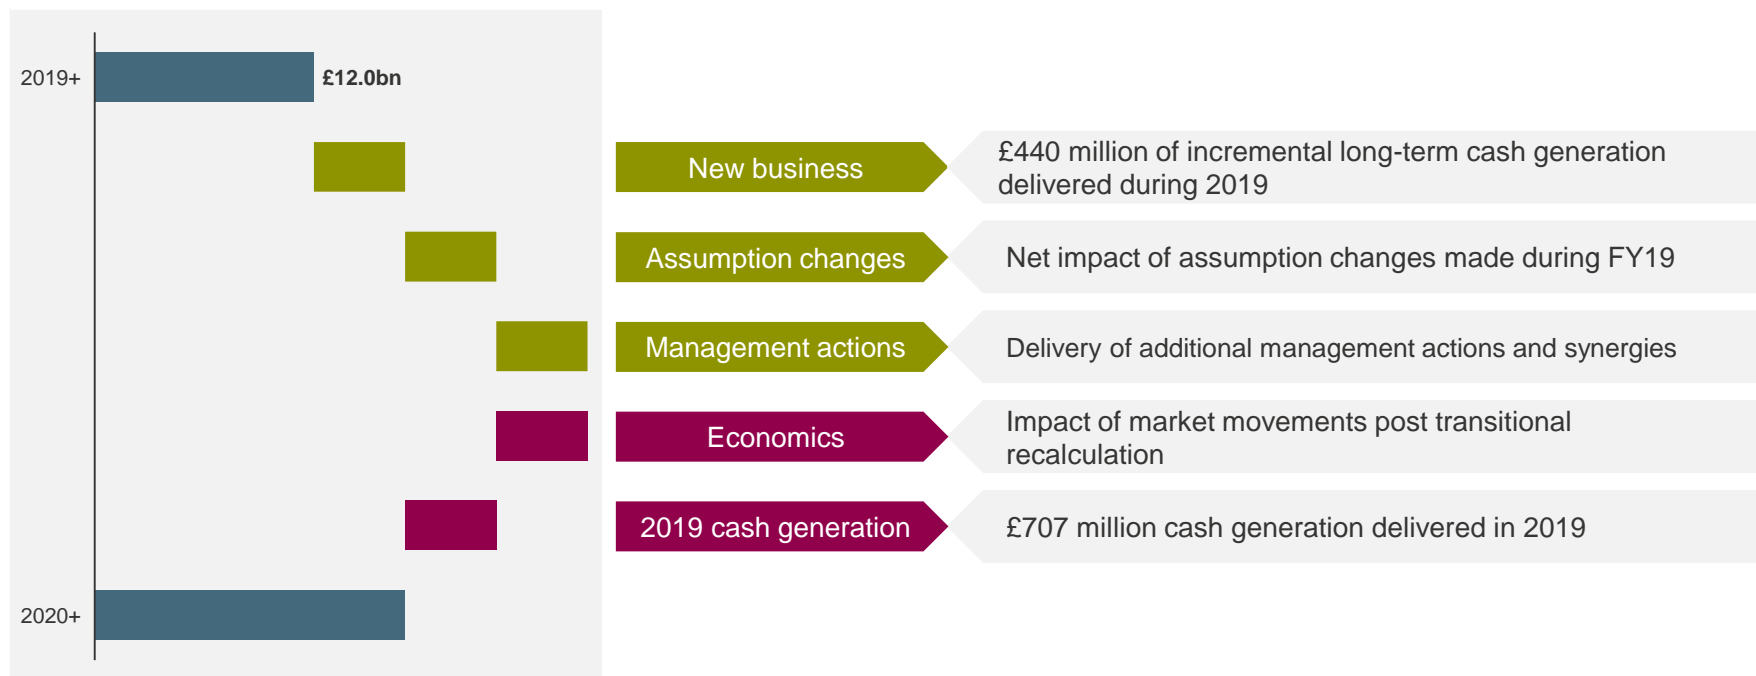 2019+
£12.0bn
New business
£440 million of incremental long-term cash generation
delivered during 2019
Assumption changes
Net impact of assumption changes made during FY19
Management actions
Delivery of additional management actions and synergies
Economics
Impact of market movements post transitional
recalculation
2019 cash generation
£707 million cash generation delivered in 2019
2020+